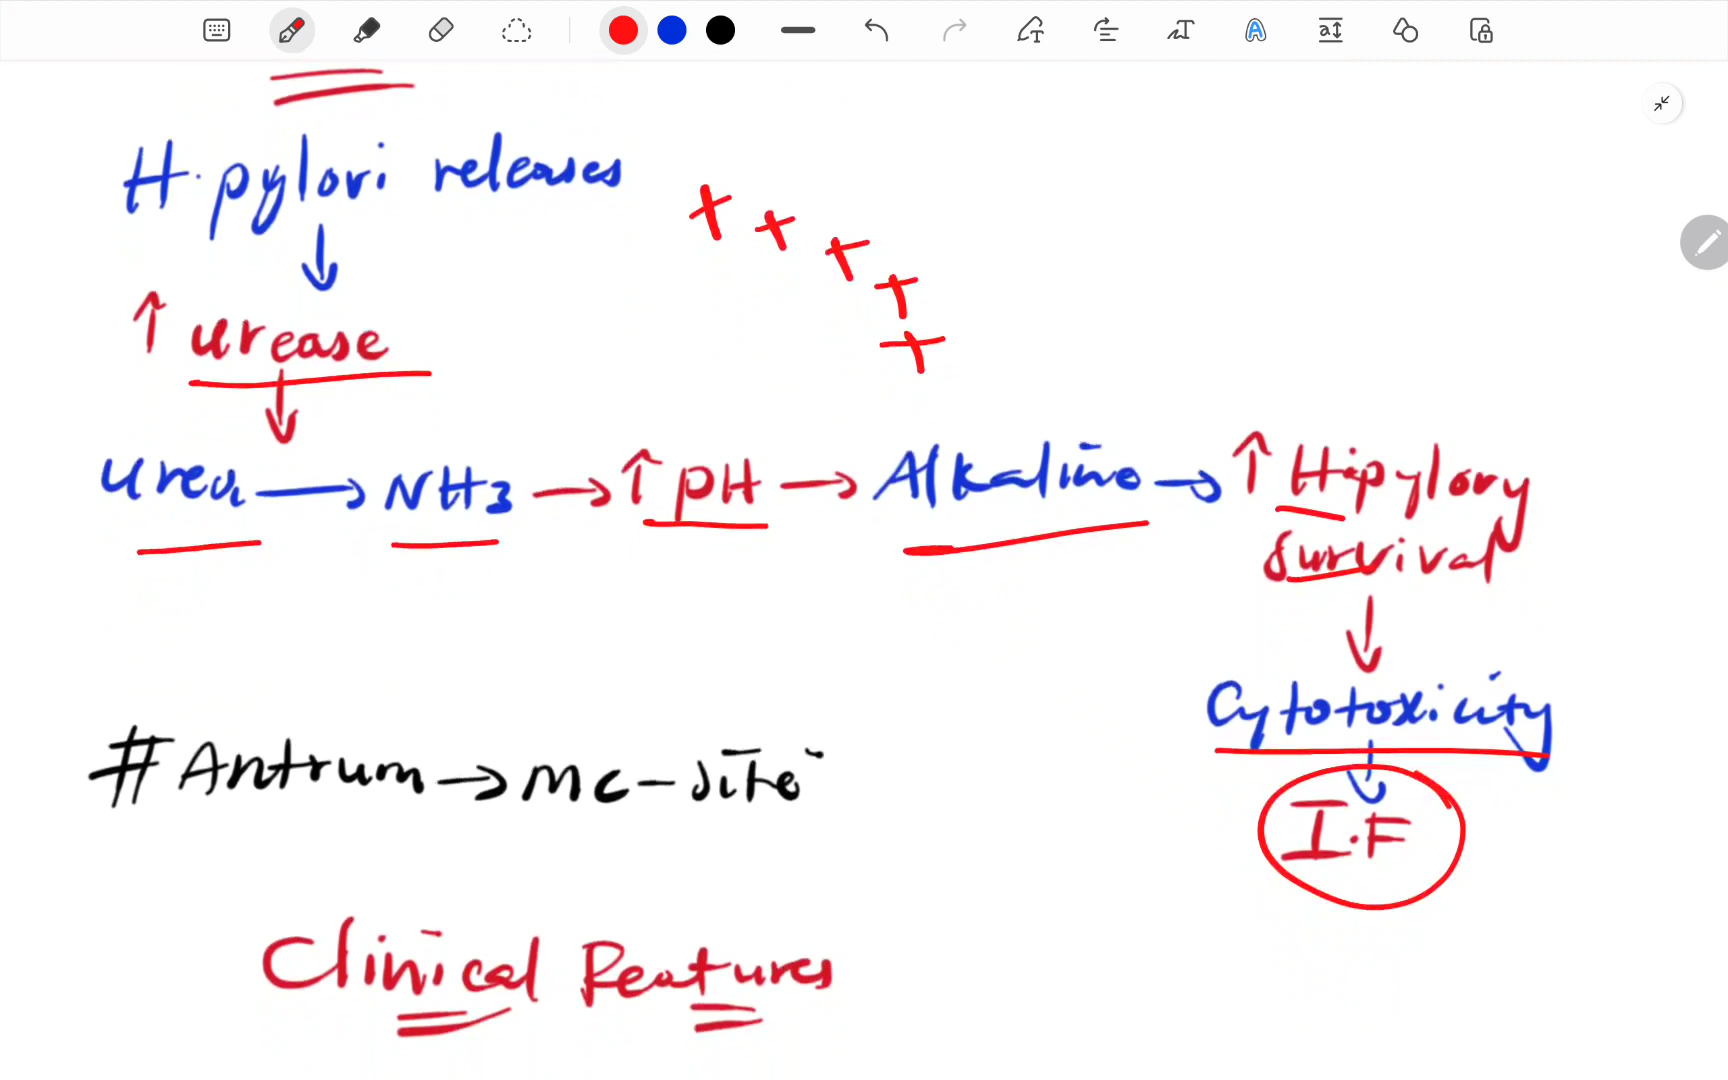 H. pylori releases
↓
↑ urease
↓
Urea → NH3 → ↑ pH → Alkaline → ↑ H.pylory
survival
↓
Cytotoxicity
↓
I.F
# Antrum → mc - site
Clinical Features